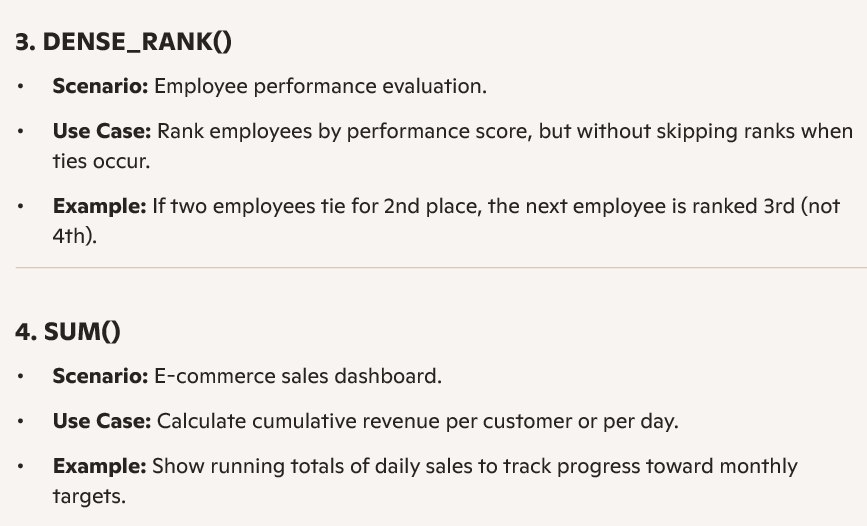 3. DENSE_RANK()
• Scenario: Employee performance evaluation.
• Use Case: Rank employees by performance score, but without skipping ranks when
ties occur.
• Example: If two employees tie for 2nd place, the next employee is ranked 3rd (not
4th).
4. SUM()
• Scenario: E-commerce sales dashboard.
• Use Case: Calculate cumulative revenue per customer or per day.
• Example: Show running totals of daily sales to track progress toward monthly
targets.